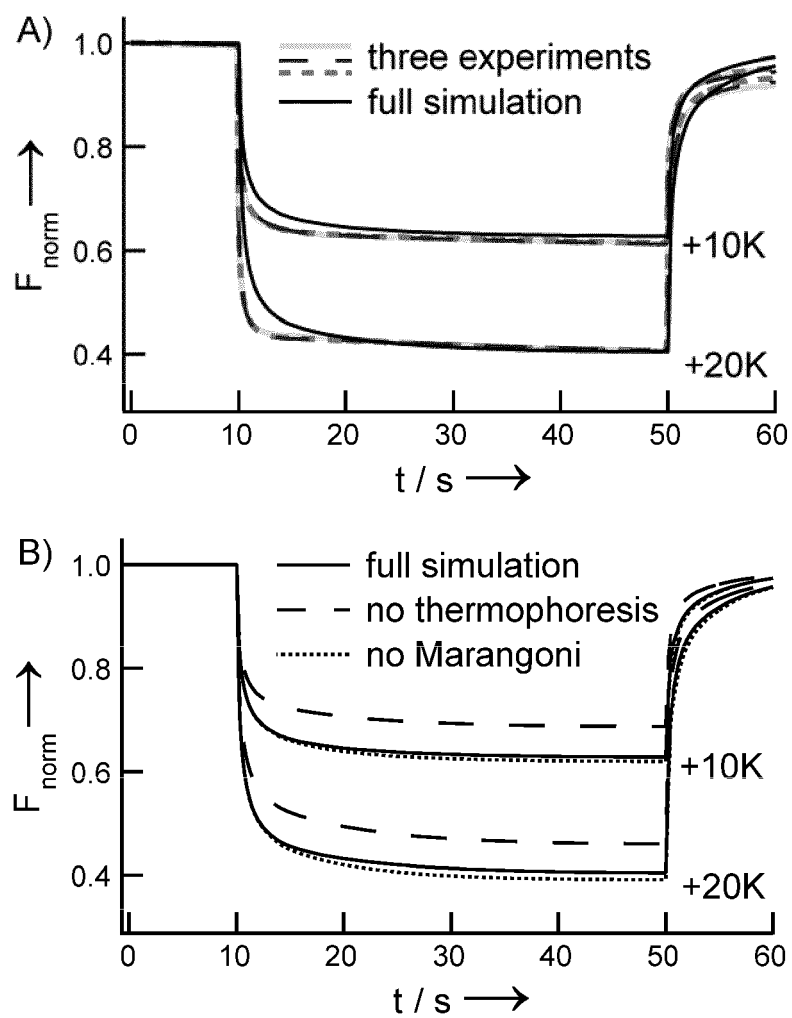 A)
1.0
0.8
0.6
0.4
F norm
three experiments
full simulation
+10K
+20K
0 10 20 30 40 50 60
t / s
B)
1.0
0.8
0.6
0.4
F norm
full simulation
no thermophoresis
no Marangoni
+10K
+20K
0 10 20 30 40 50 60
t / s